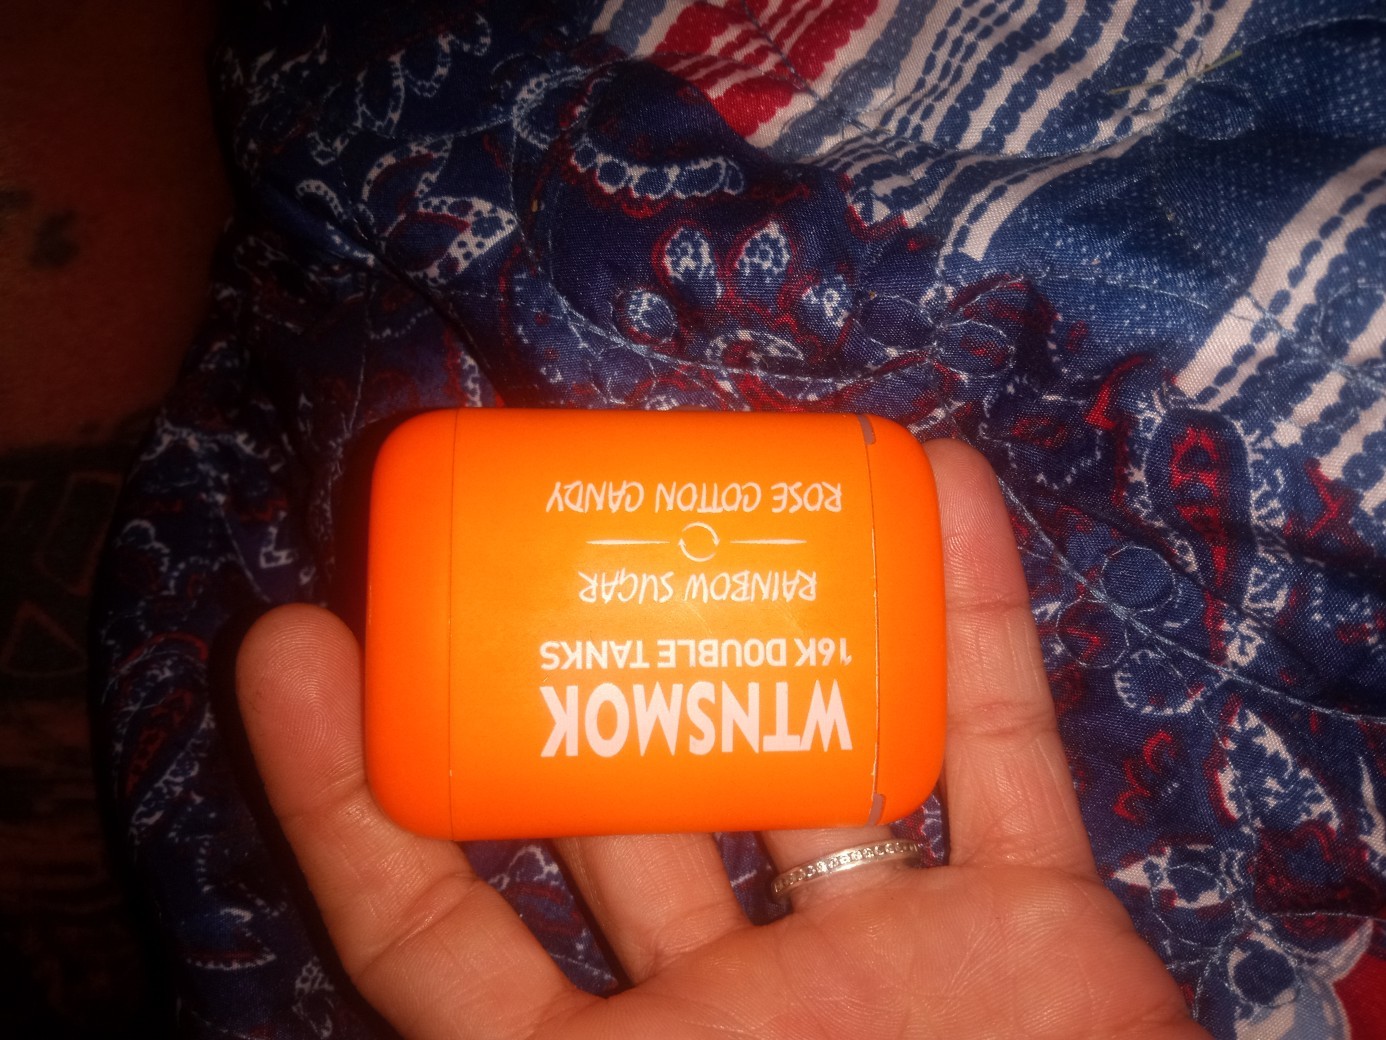 WTNSMOK
16K DOUBLE TANKS
RAINBOW SUGAR
ROSE COTTON CANDY